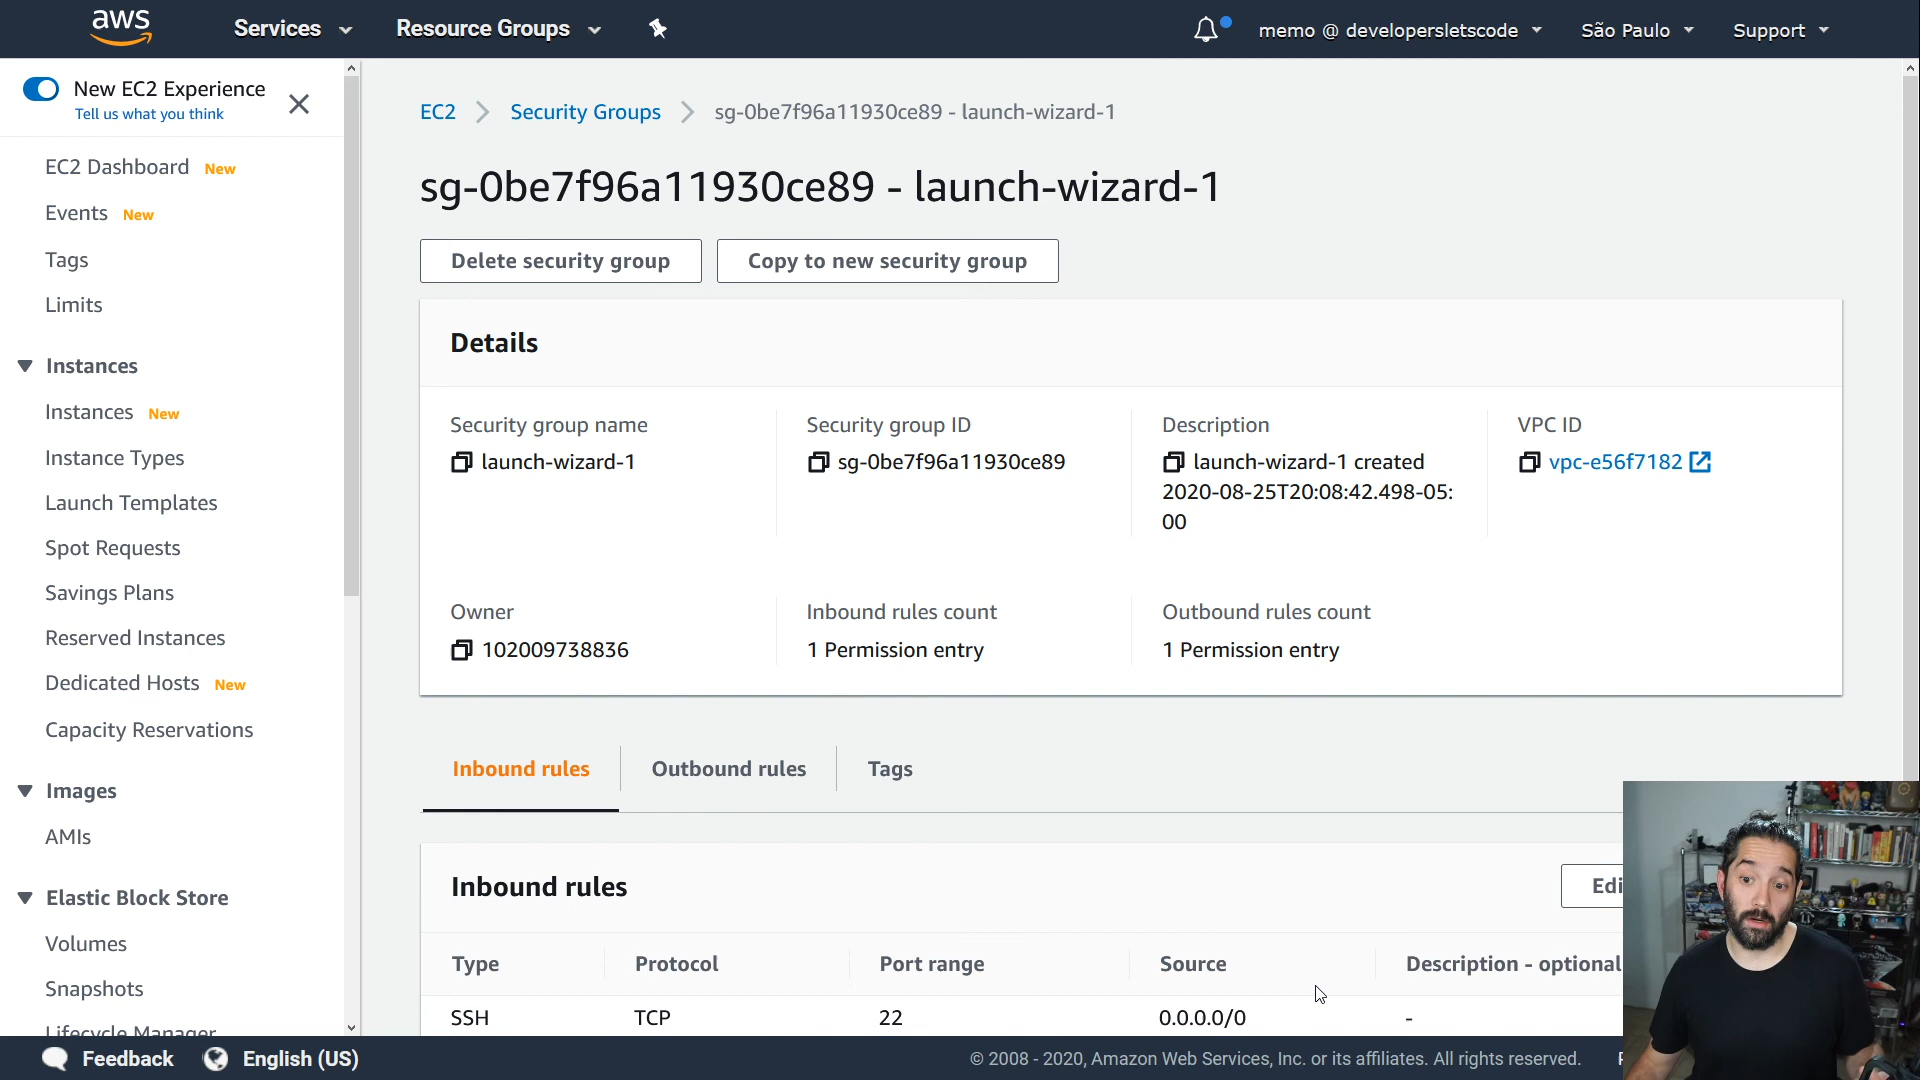 aws
Services
Resource Groups
memo @ developersletscode
São Paulo
Support
New EC2 Experience
Tell us what you think
EC2 Dashboard New
Events New
Tags
Limits
Instances
Instances New
Instance Types
Launch Templates
Spot Requests
Savings Plans
Reserved Instances
Dedicated Hosts New
Capacity Reservations
Images
AMIs
Elastic Block Store
Volumes
Snapshots
Lifecycle Manager
EC2 > Security Groups > sg-0be7f96a11930ce89 - launch-wizard-1
sg-0be7f96a11930ce89 - launch-wizard-1
Delete security group
Copy to new security group
Details
Security group name
launch-wizard-1
Security group ID
sg-0be7f96a11930ce89
Description
launch-wizard-1 created
2020-08-25T20:08:42.498-05:
00
VPC ID
vpc-e56f7182
Owner
102009738836
Inbound rules count
1 Permission entry
Outbound rules count
1 Permission entry
Inbound rules
Outbound rules
Tags
Inbound rules
Edi
Type Protocol Port range Source Description - optional
SSH TCP 22 0.0.0.0/0 -
Feedback
English (US)
© 2008 - 2020, Amazon Web Services, Inc. or its affiliates. All rights reserved.